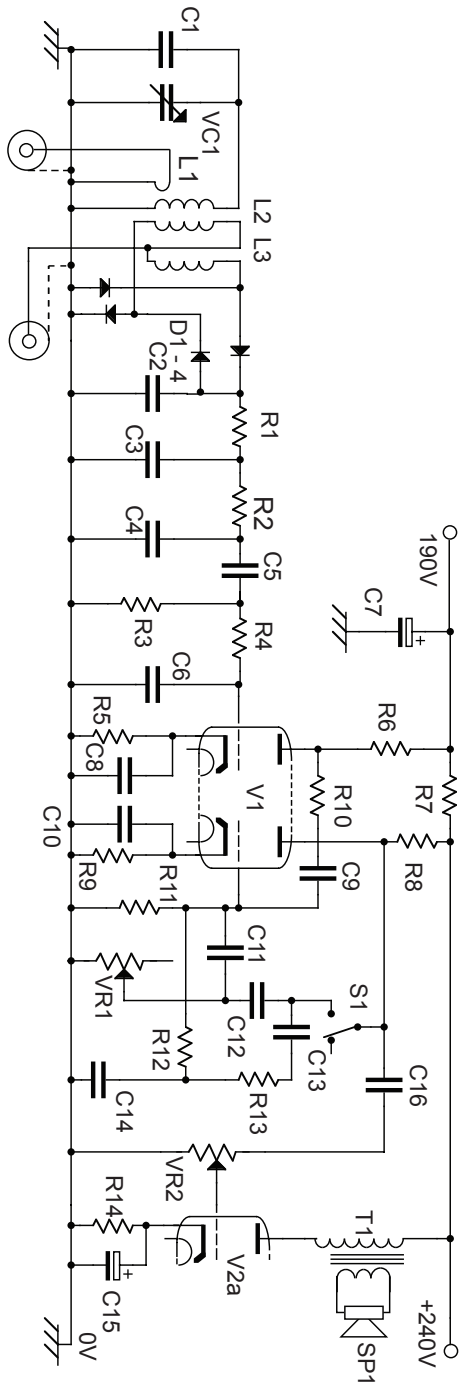 C1
VC1
L1
L2
L3
D1 - 4
C2
R1
C3
R2
C4
C5
R3
R4
C6
190V
C7
+
R6
R7
R5
C8
V1
R10
R8
C10
R9
C9
R11
C11
VR1
C12
S1
R12
C13
C14
R13
C16
VR2
R14
V2a
T1
+
C15
SP1
0V
+240V